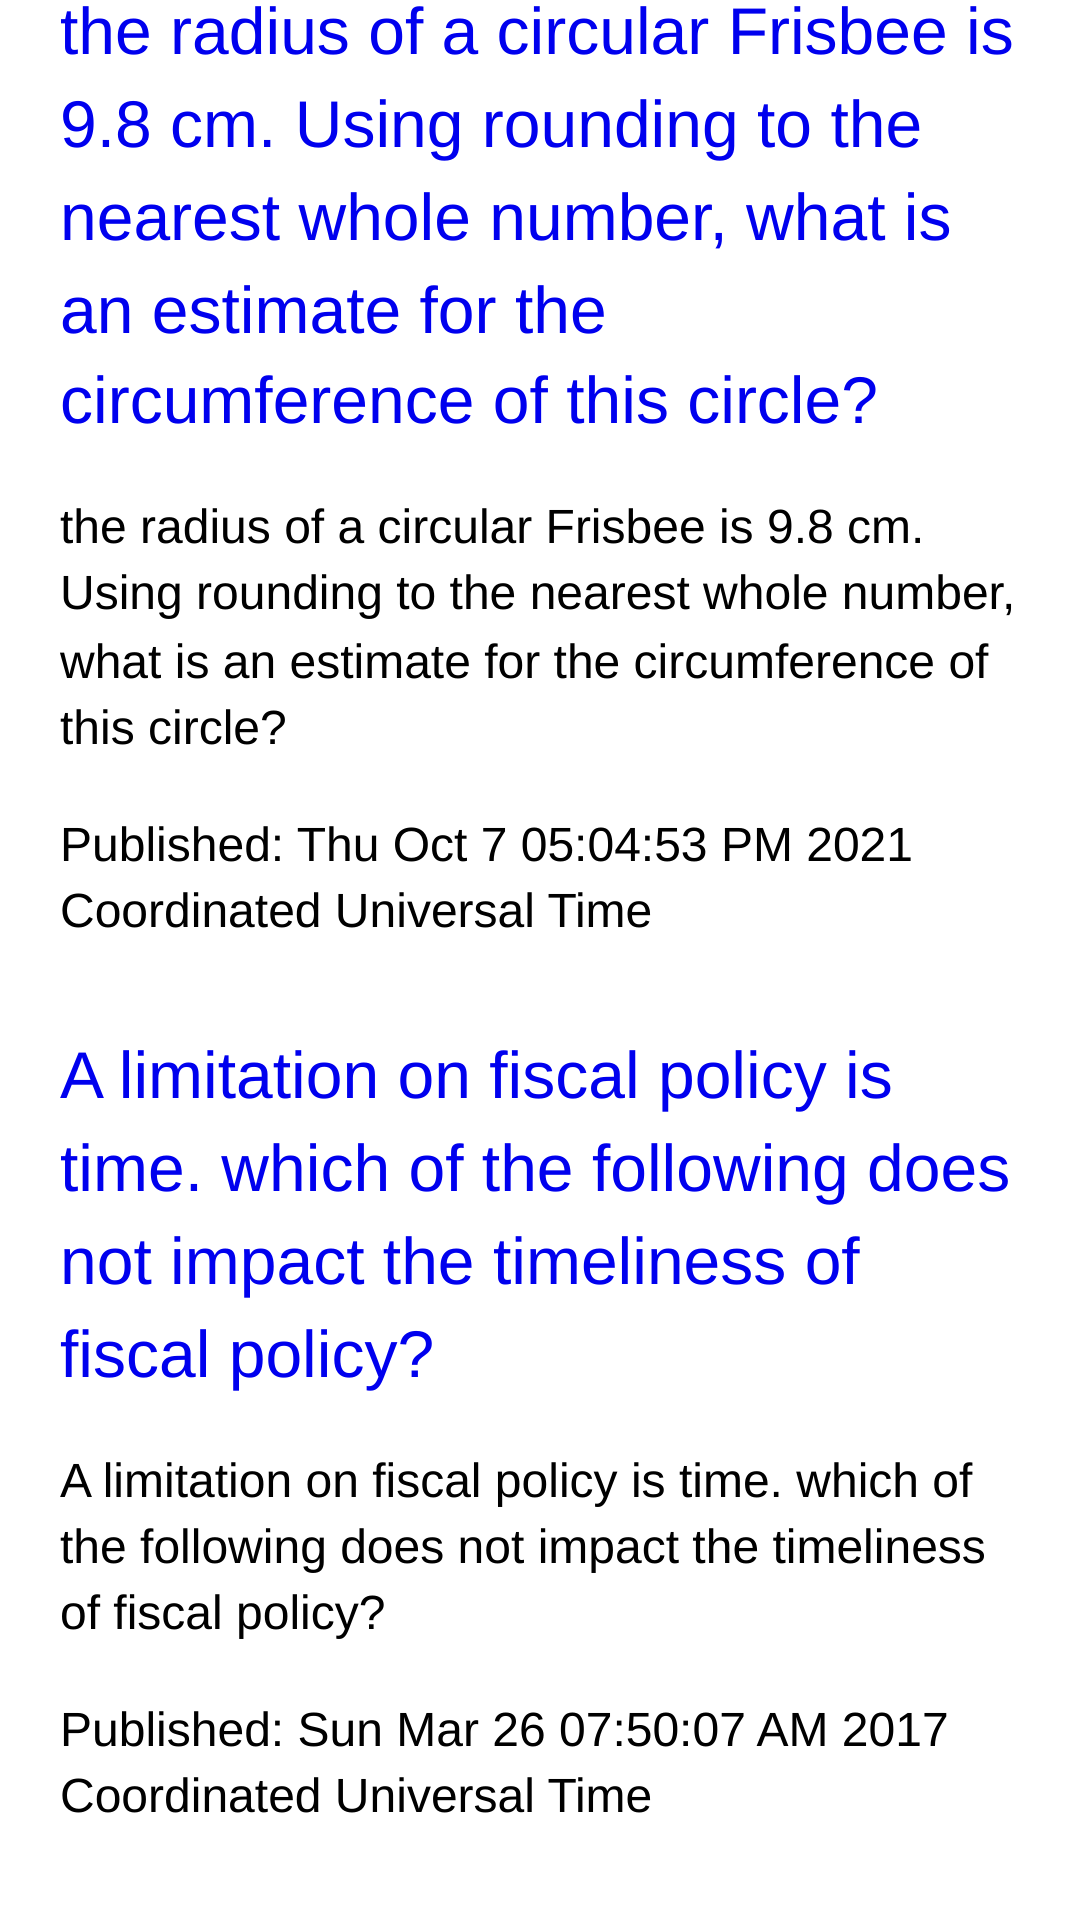 the radius of a circular Frisbee is
9.8 cm. Using rounding to the
nearest whole number, what is
an estimate for the
circumference of this circle?
the radius of a circular Frisbee is 9.8 cm.
Using rounding to the nearest whole number,
what is an estimate for the circumference of
this circle?
Published: Thu Oct 7 05:04:53 PM 2021
Coordinated Universal Time
A limitation on fiscal policy is
time. which of the following does
not impact the timeliness of
fiscal policy?
A limitation on fiscal policy is time. which of
the following does not impact the timeliness
of fiscal policy?
Published: Sun Mar 26 07:50:07 AM 2017
Coordinated Universal Time